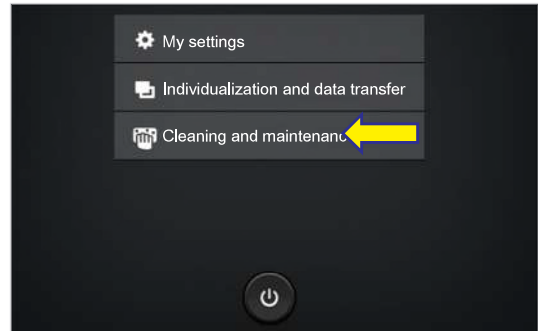 My settings
Individualization and data transfer
Cleaning and maintenanc